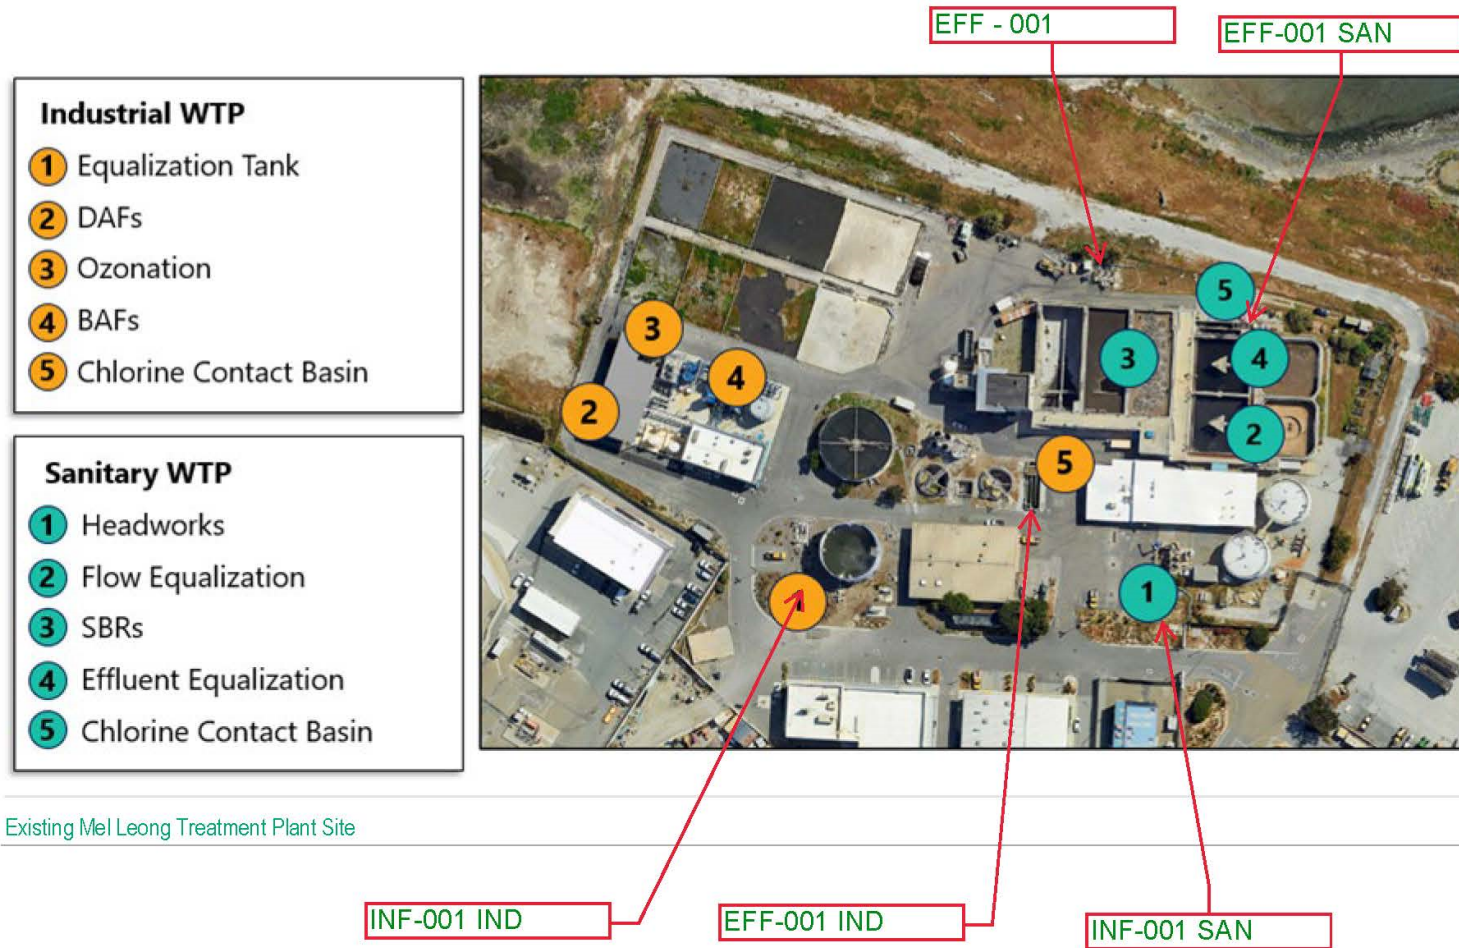 EFF - 001
EFF-001 SAN
Industrial WTP
1 Equalization Tank
2 DAFs
3 Ozonation
4 BAFs
5 Chlorine Contact Basin
Sanitary WTP
1 Headworks
2 Flow Equalization
3 SBRs
4 Effluent Equalization
5 Chlorine Contact Basin
5
3
4
3
4
2
2
5
1
1
Existing Mel Leong Treatment Plant Site
INF-001 IND
EFF-001 IND
INF-001 SAN